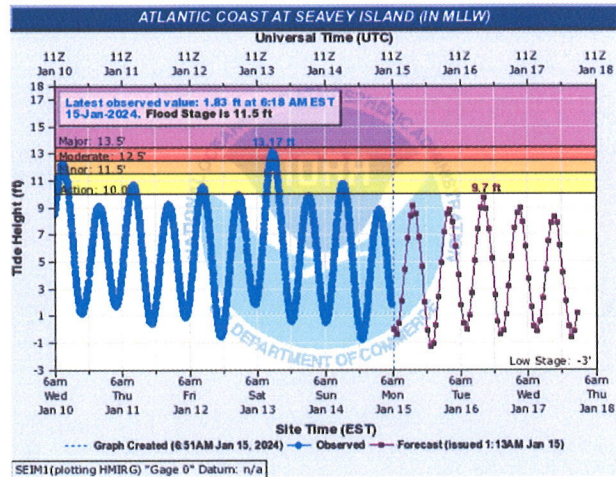 ATLANTIC COAST AT SEAVEY ISLAND (IN MLLW)
Universal Time (UTC)
11Z 11Z 11Z 11Z 11Z 11Z 11Z 11Z 11Z
Jan 10 Jan 11 Jan 12 Jan 13 Jan 14 Jan 15 Jan 16 Jan 17 Jan 18
18
17
15
13
11
9
7
5
3
1
-1
-3
Tide Height (ft)
Latest observed value: 1.83 ft at 6:18 AM EST
15-Jan-2024. Flood Stage is 11.5 ft
Major: 13.5'
13.17 ft
Moderate: 12.5'
Minor: 11.5'
Action: 10.0'
9.7 ft
DEPARTMENT OF COMMERCE
Low Stage: -3'
6am 6am 6am 6am 6am 6am 6am 6am 6am
Wed Thu Fri Sat Sun Mon Tue Wed Thu
Jan 10 Jan 11 Jan 12 Jan 13 Jan 14 Jan 15 Jan 16 Jan 17 Jan 18
Site Time (EST)
Graph Created (6:51AM Jan 15, 2024) Observed Forecast (issued 1:13AM Jan 15)
SEIM1(plotting HMIRG) "Gage 0" Datum: n/a